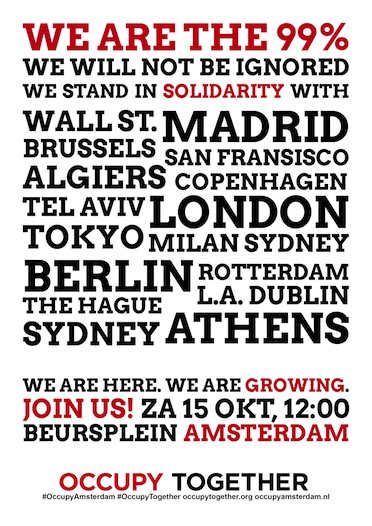 WE ARE THE 99%
WE WILL NOT BE IGNORED
WE STAND IN SOLIDARITY WITH
WALL ST. MADRID
BRUSSELS SAN FRANSISCO
ALGIERS COPENHAGEN
TEL AVIV LONDON
TOKYO MILAN SYDNEY
BERLIN ROTTERDAM
THE HAGUE L.A. DUBLIN
SYDNEY ATHENS
WE ARE HERE. WE ARE GROWING.
JOIN US! ZA 15 OKT, 12:00
BEURSPLEIN AMSTERDAM
OCCUPY TOGETHER
#OccupyAmsterdam #OccupyTogether occupytogether.org occupyamsterdam.nl